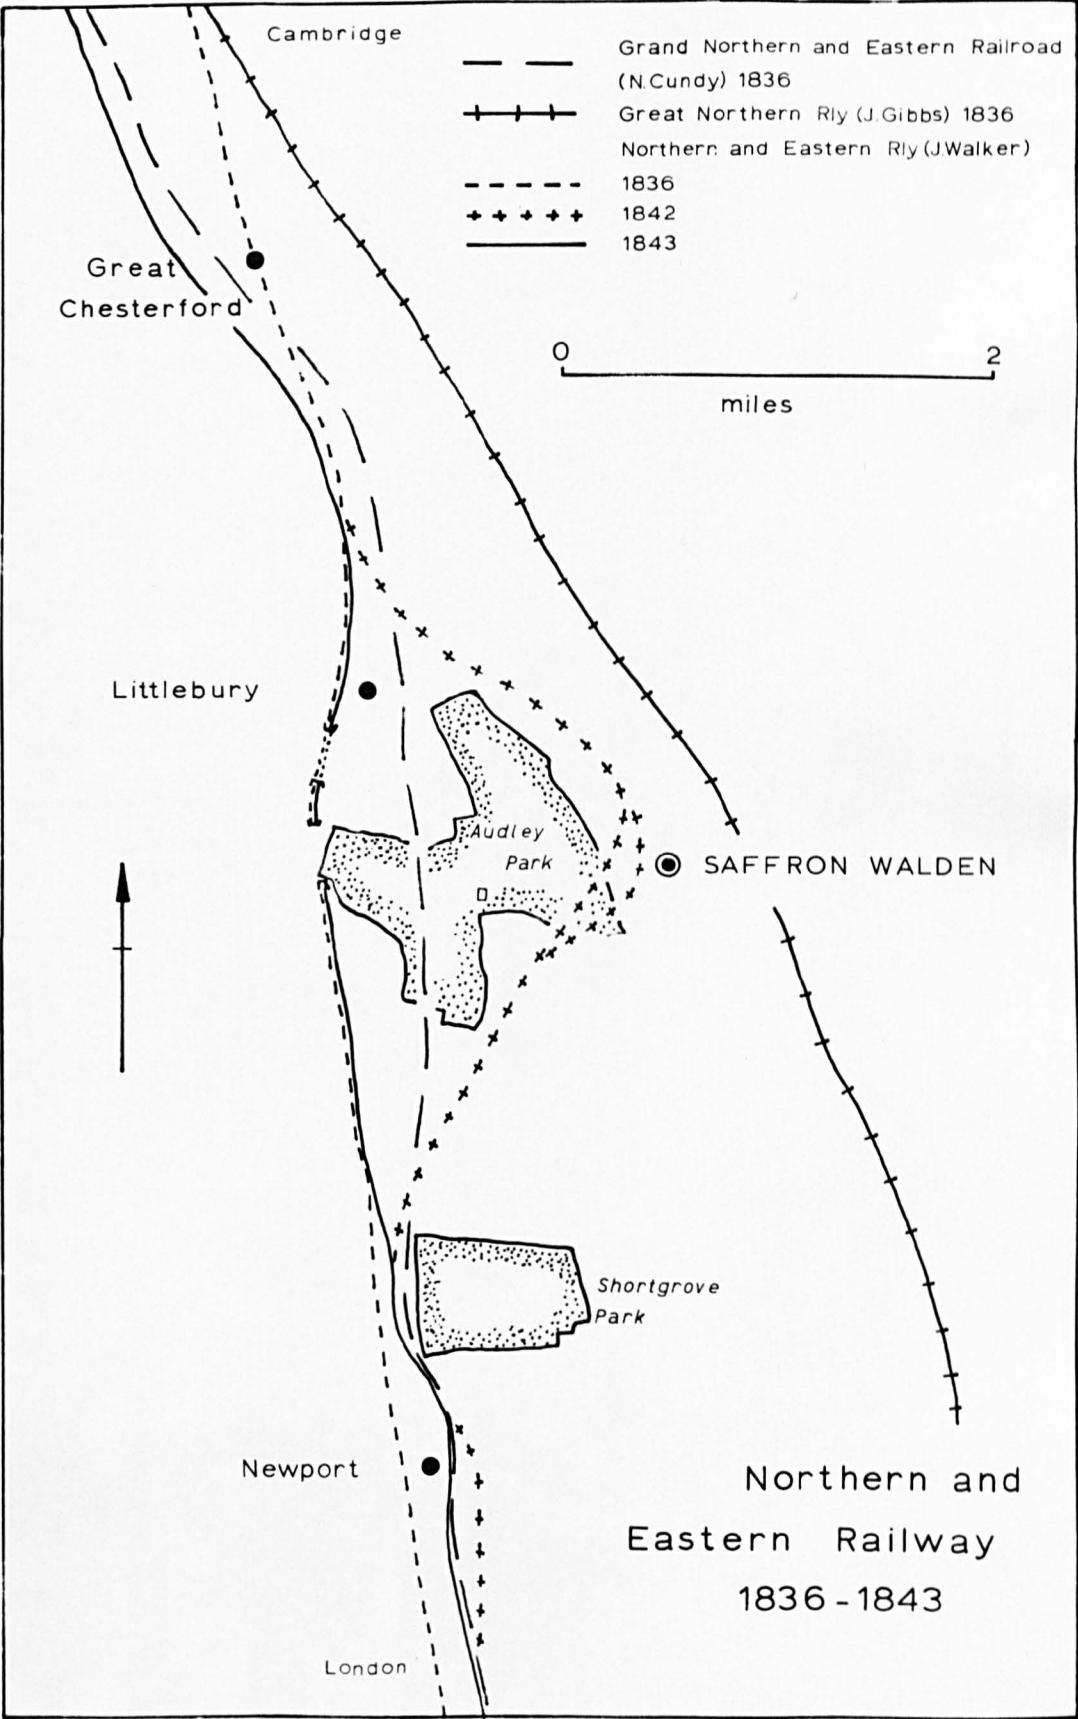 Cambridge
Grand Northern and Eastern Railroad
(N.Cundy) 1836
Great Northern Rly (J.Gibbs) 1836
Northern and Eastern Rly (J.Walker)
1836
1842
1843
Great
Chesterford
0 2
miles
Littlebury
Audley
Park
SAFFRON WALDEN
Shortgrove
Park
Newport
Northern and
Eastern Railway
1836-1843
London